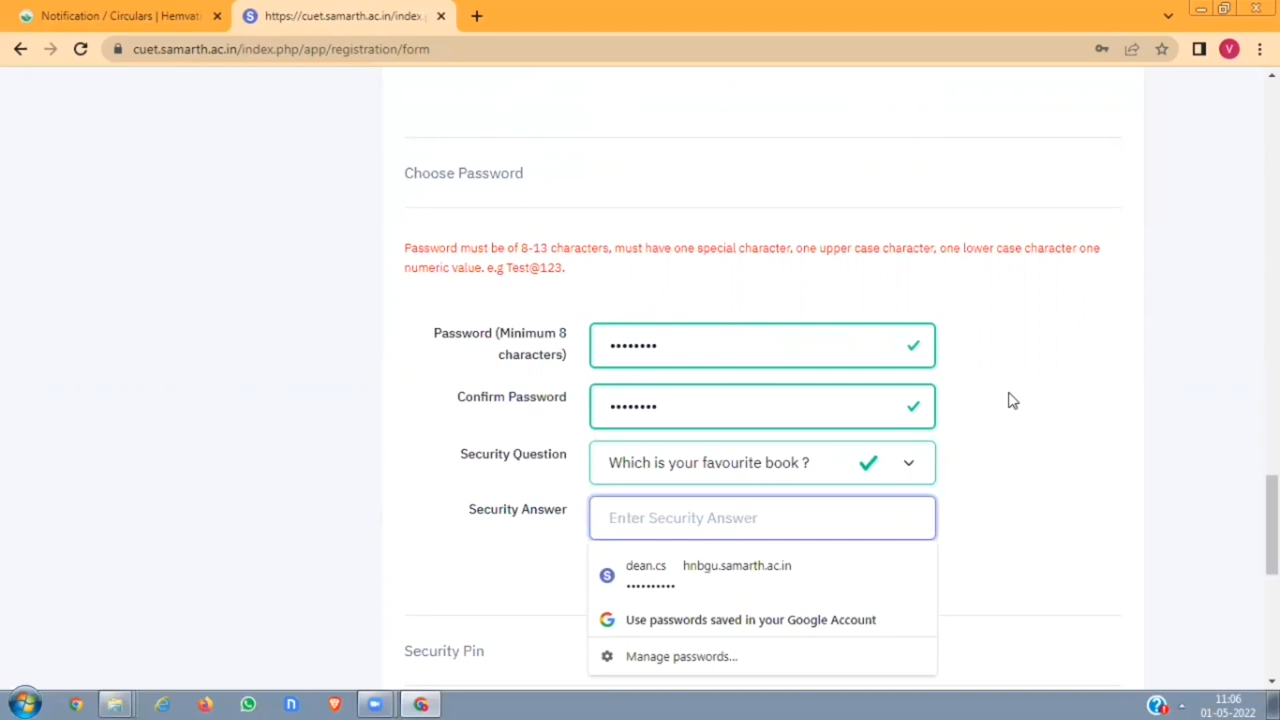 Notification / Circulars | Hemvat
https://cuet.samarth.ac.in/index.
cuet.samarth.ac.in/index.php/app/registration/form
V
Choose Password
Password must be of 8-13 characters, must have one special character, one upper case character, one lower case character one
numeric value. e.g Test@123.
Password (Minimum 8
characters)
••••••••
Confirm Password
••••••••
Security Question
Which is your favourite book ?
Security Answer
Enter Security Answer
S
dean.cs hnbgu.samarth.ac.in
••••••••••
Use passwords saved in your Google Account
Manage passwords...
Security Pin
11:06
01-05-2022